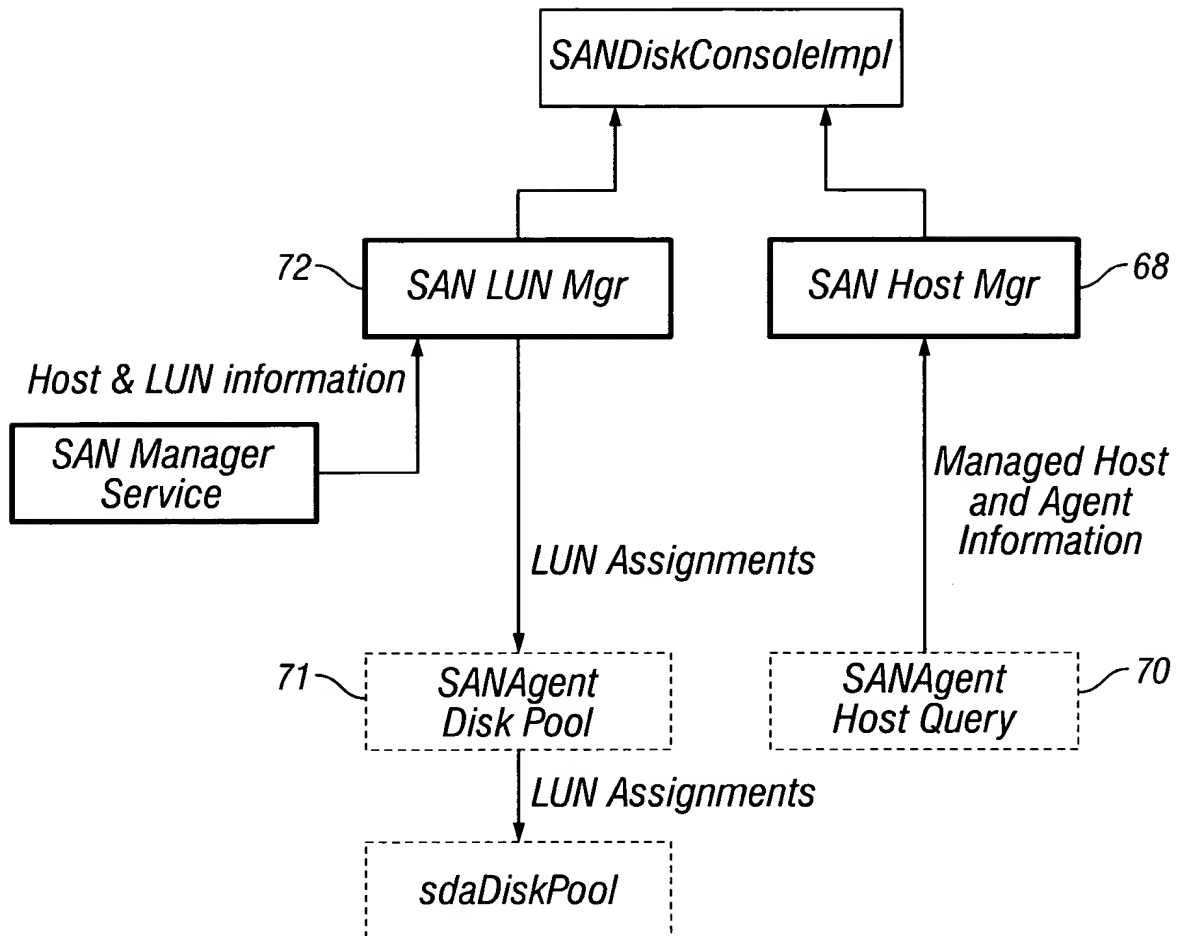 SANDiskConsoleImpl
72
SAN LUN Mgr
SAN Host Mgr
68
Host & LUN information
SAN Manager
Service
Managed Host
and Agent
Information
LUN Assignments
71
SANAgent
Disk Pool
SANAgent
Host Query
70
LUN Assignments
sdaDiskPool